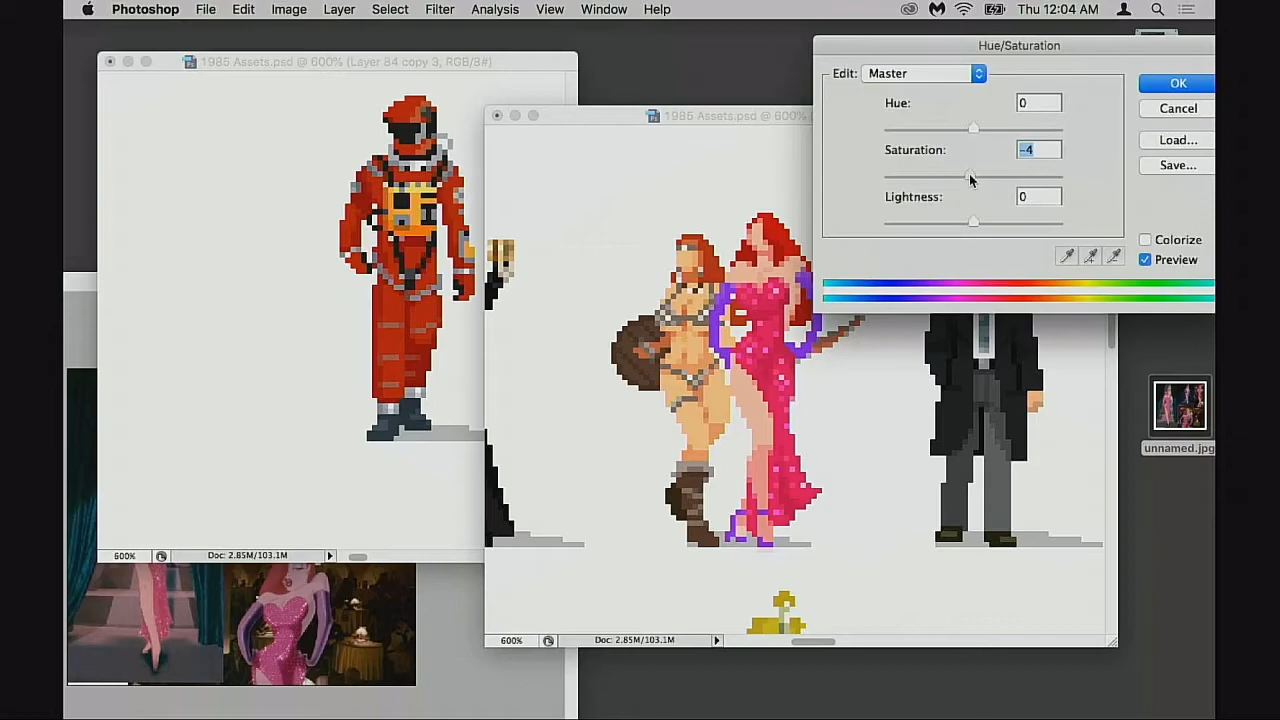 Photoshop File Edit Image Layer Select Filter Analysis View Window Help Thu 12:04 AM
1985 Assets.psd @ 600% (Layer 84 copy 3, RGB/8#)
1985 Assets.psd @ 600%
Hue/Saturation
Edit: Master
OK
Hue: 0
Cancel
Load...
Saturation: -4
Save...
Lightness: 0
Colorize
Preview
unnamed.jpg
600% Doc: 2.85M/103.1M
600% Doc: 2.85M/103.1M